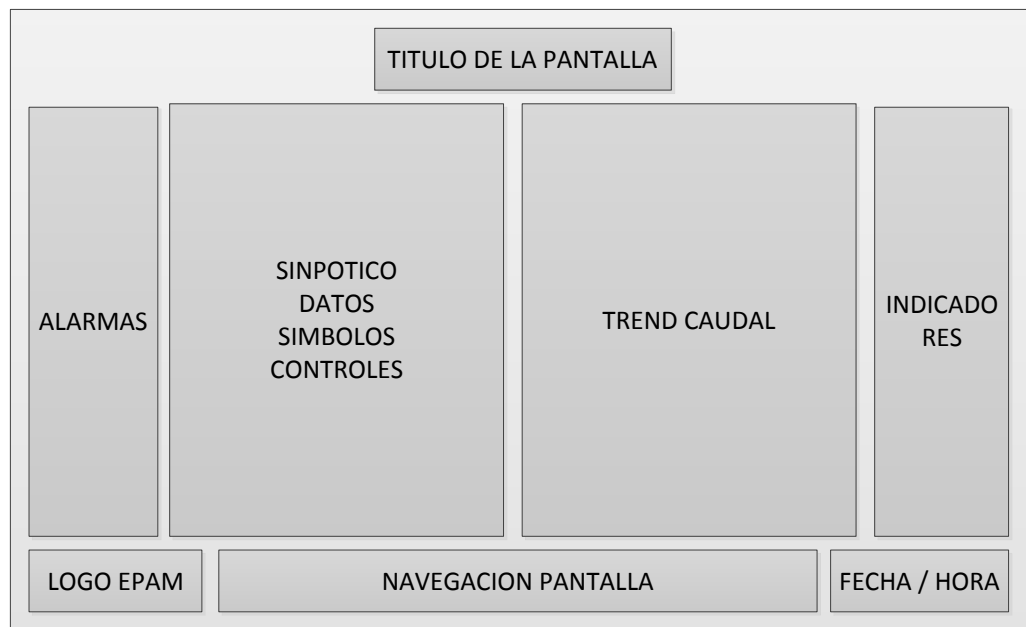 TITULO DE LA PANTALLA
ALARMAS
SINPOTICO
DATOS
SIMBOLOS
CONTROLES
TREND CAUDAL
INDICADO
RES
LOGO EPAM
NAVEGACION PANTALLA
FECHA / HORA